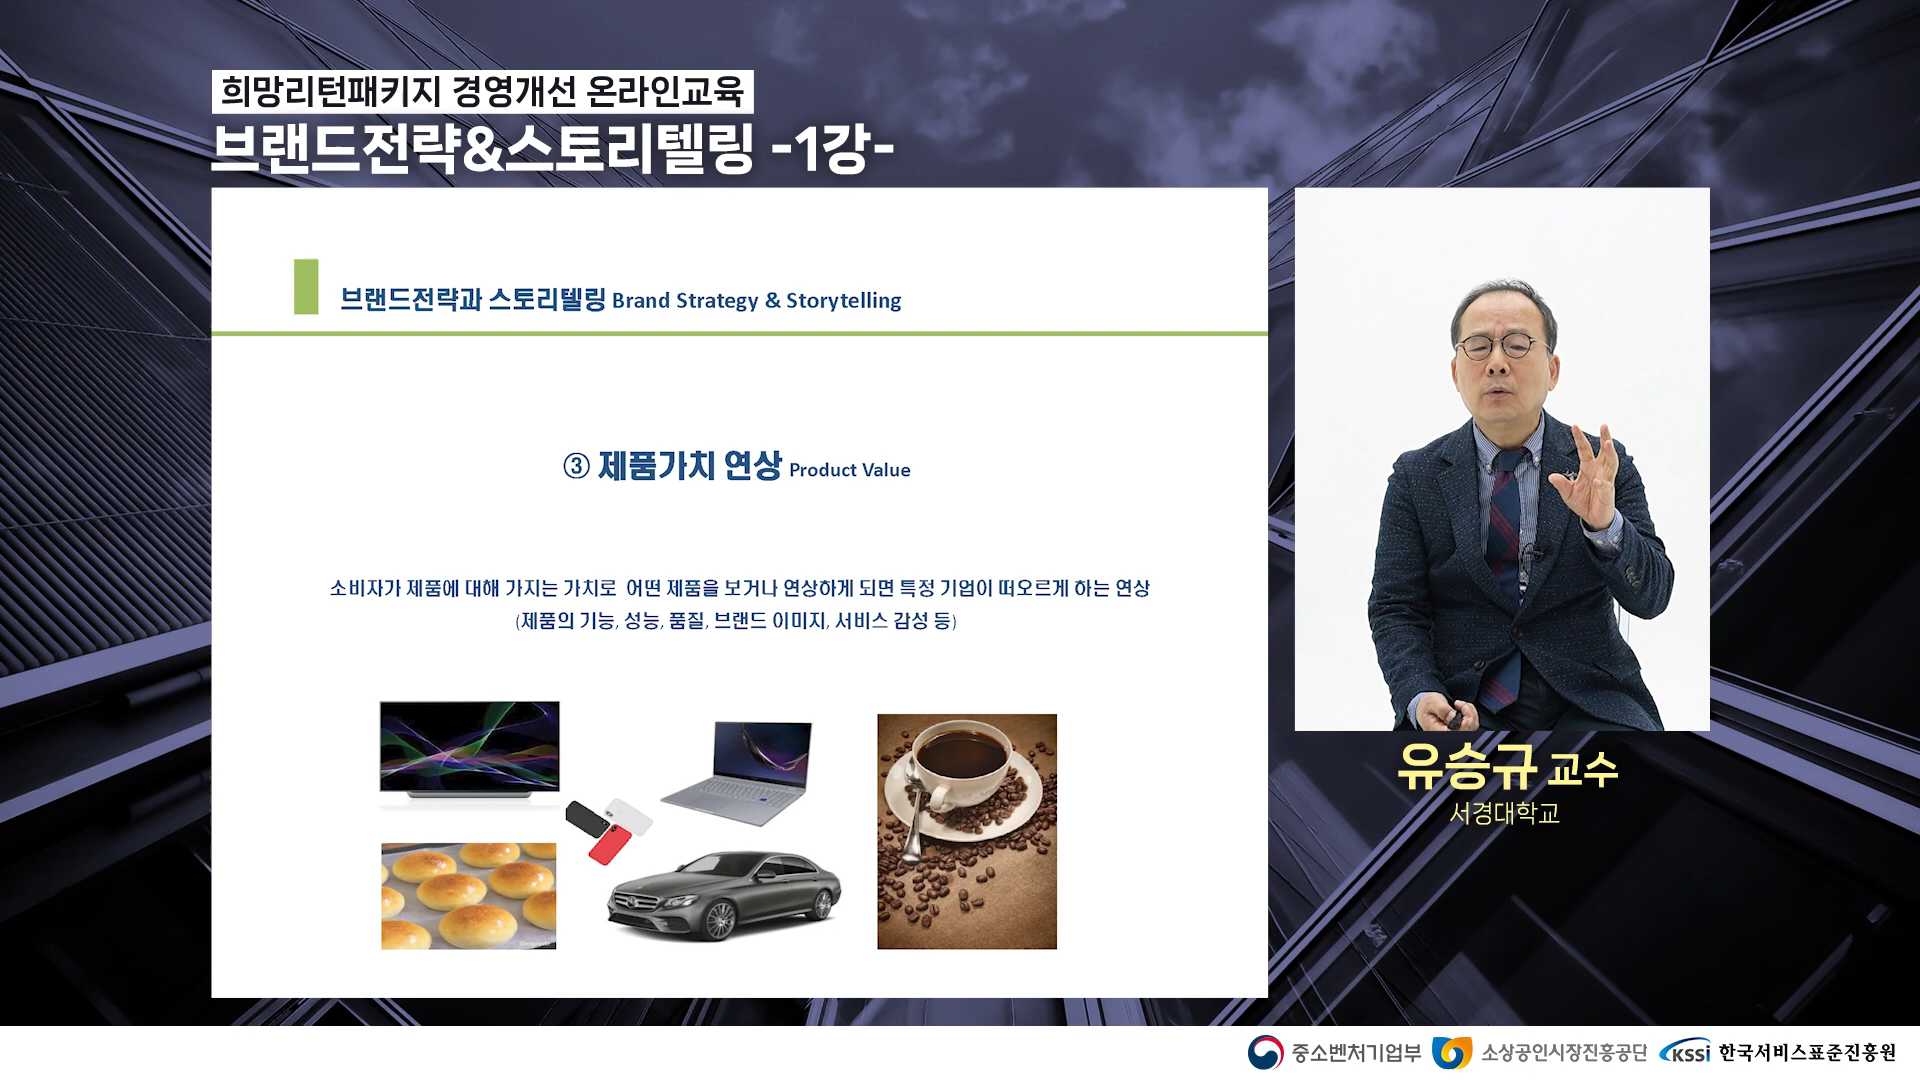 희망리턴패키지 경영개선 온라인교육
브랜드전략&스토리텔링 -1강-
브랜드전략과 스토리텔링 Brand Strategy & Storytelling
③ 제품가치 연상 Product Value
소비자가 제품에 대해 가지는 가치로 어떤 제품을 보거나 연상하게 되면 특정 기업이 떠오르게 하는 연상
(제품의 기능, 성능, 품질, 브랜드 이미지, 서비스 감성 등)
유승규 교수
서경대학교
중소벤처기업부 소상공인시장진흥공단 KSSi 한국서비스표준진흥원